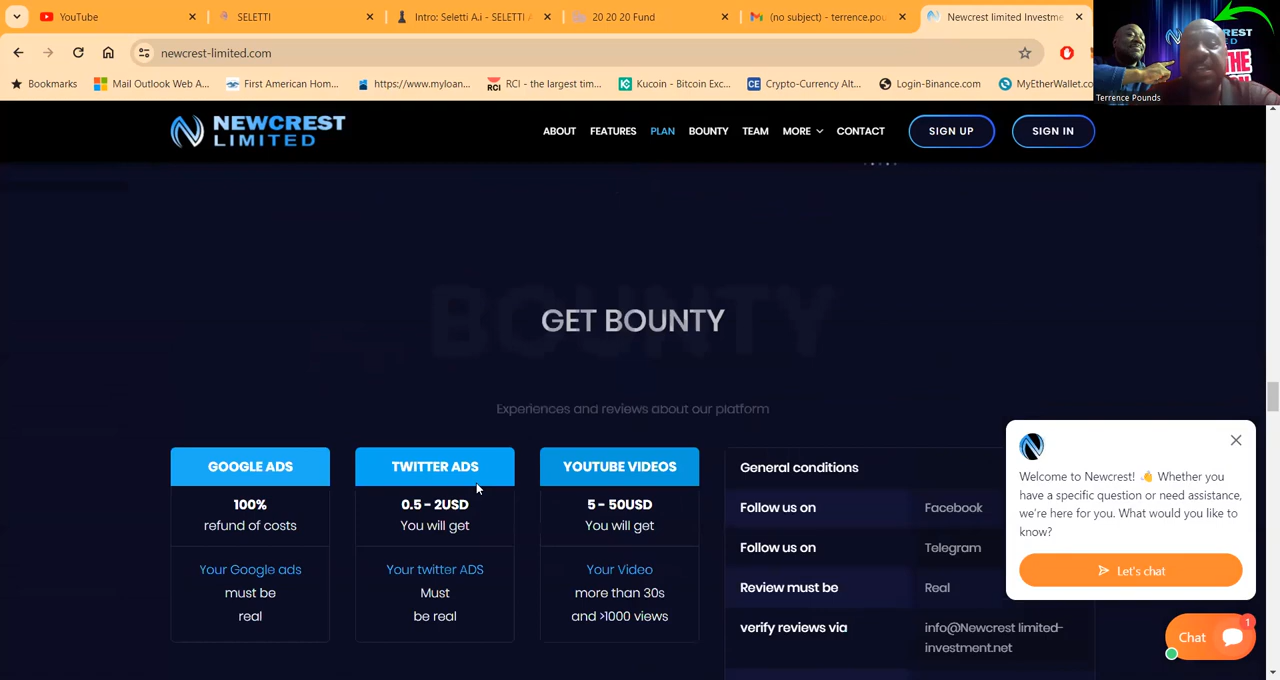 YouTube
SELETTI
Intro: Seletti A.i - SELETTI
20 20 20 Fund
(no subject) - terrence.pou
Newcrest limited Investme
newcrest-limited.com
Bookmarks
Mail Outlook Web A...
First American Hom...
https://www.myloan...
RCI - the largest tim...
Kucoin - Bitcoin Exc...
Crypto-Currency Alt...
Login-Binance.com
MyEtherWallet.co
Terrence Pounds
NEWCREST
LIMITED
ABOUT
FEATURES
PLAN
BOUNTY
TEAM
MORE
CONTACT
SIGN UP
SIGN IN
BOUNTY
GET BOUNTY
Experiences and reviews about our platform
GOOGLE ADS
100%
refund of costs
Your Google ads
must be
real
TWITTER ADS
0.5 - 2USD
You will get
Your twitter ADS
Must
be real
YOUTUBE VIDEOS
5 - 50USD
You will get
Your Video
more than 30s
and >1000 views
General conditions
Follow us on Facebook
Follow us on Telegram
Review must be Real
verify reviews via info@Newcrest limited-
investment.net
Welcome to Newcrest! 👋 Whether you
have a specific question or need assistance,
we're here for you. What would you like to
know?
Let's chat
Chat
1